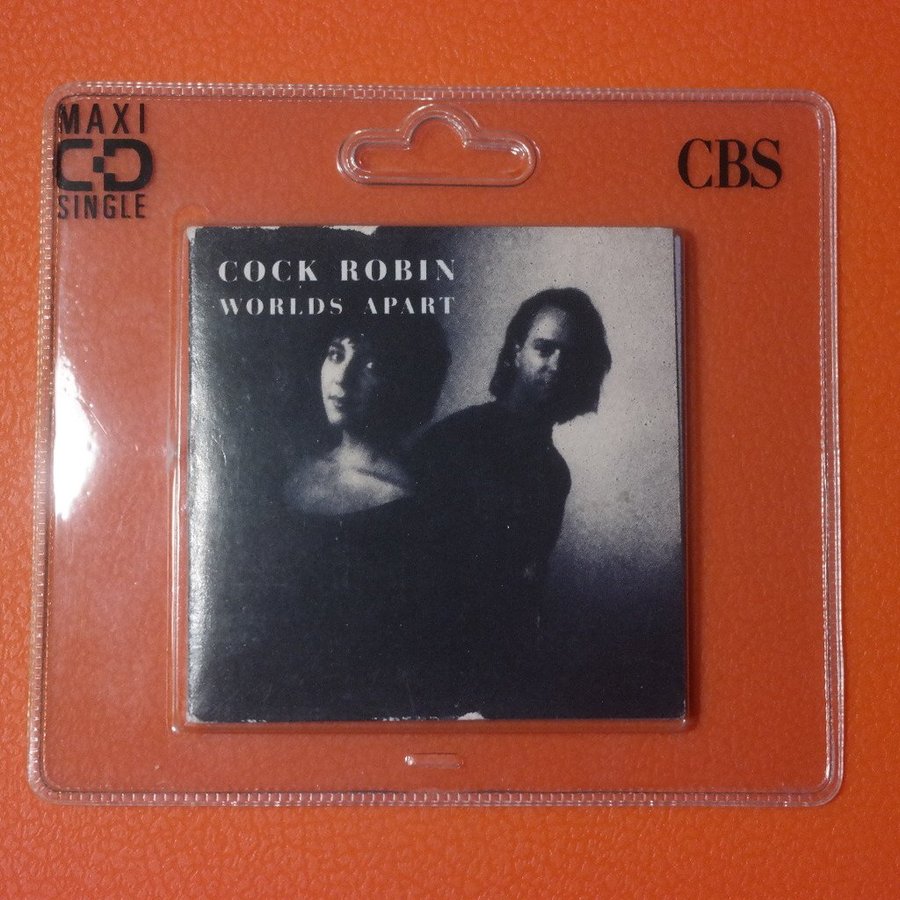 MAXI
CD
SINGLE
CBS
COCK ROBIN
WORLDS APART